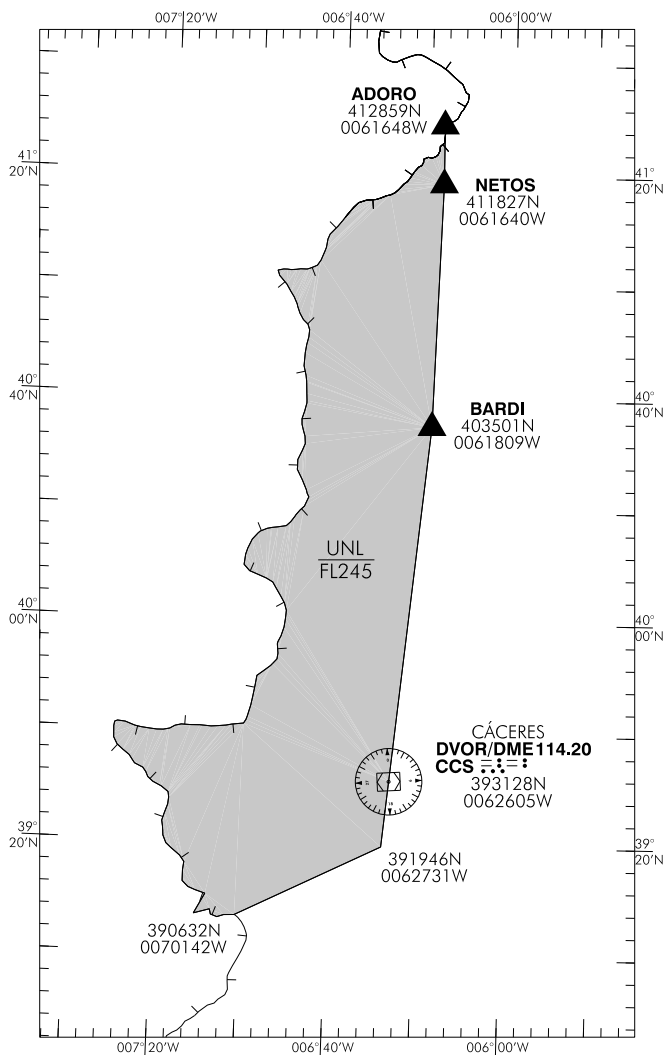 007°20'W
006°40'W
006°00'W
ADORO
412859N
0061648W
41°
20'N
41°
20'N
NETOS
411827N
0061640W
40°
40'N
40°
40'N
BARDI
403501N
0061809W
UNL
FL245
40°
00'N
40°
00'N
CÁCERES
DVOR/DME 114.20
CCS
393128N
0062605W
39°
20'N
39°
20'N
391946N
0062731W
390632N
0070142W
007°20'W
006°40'W
006°00'W